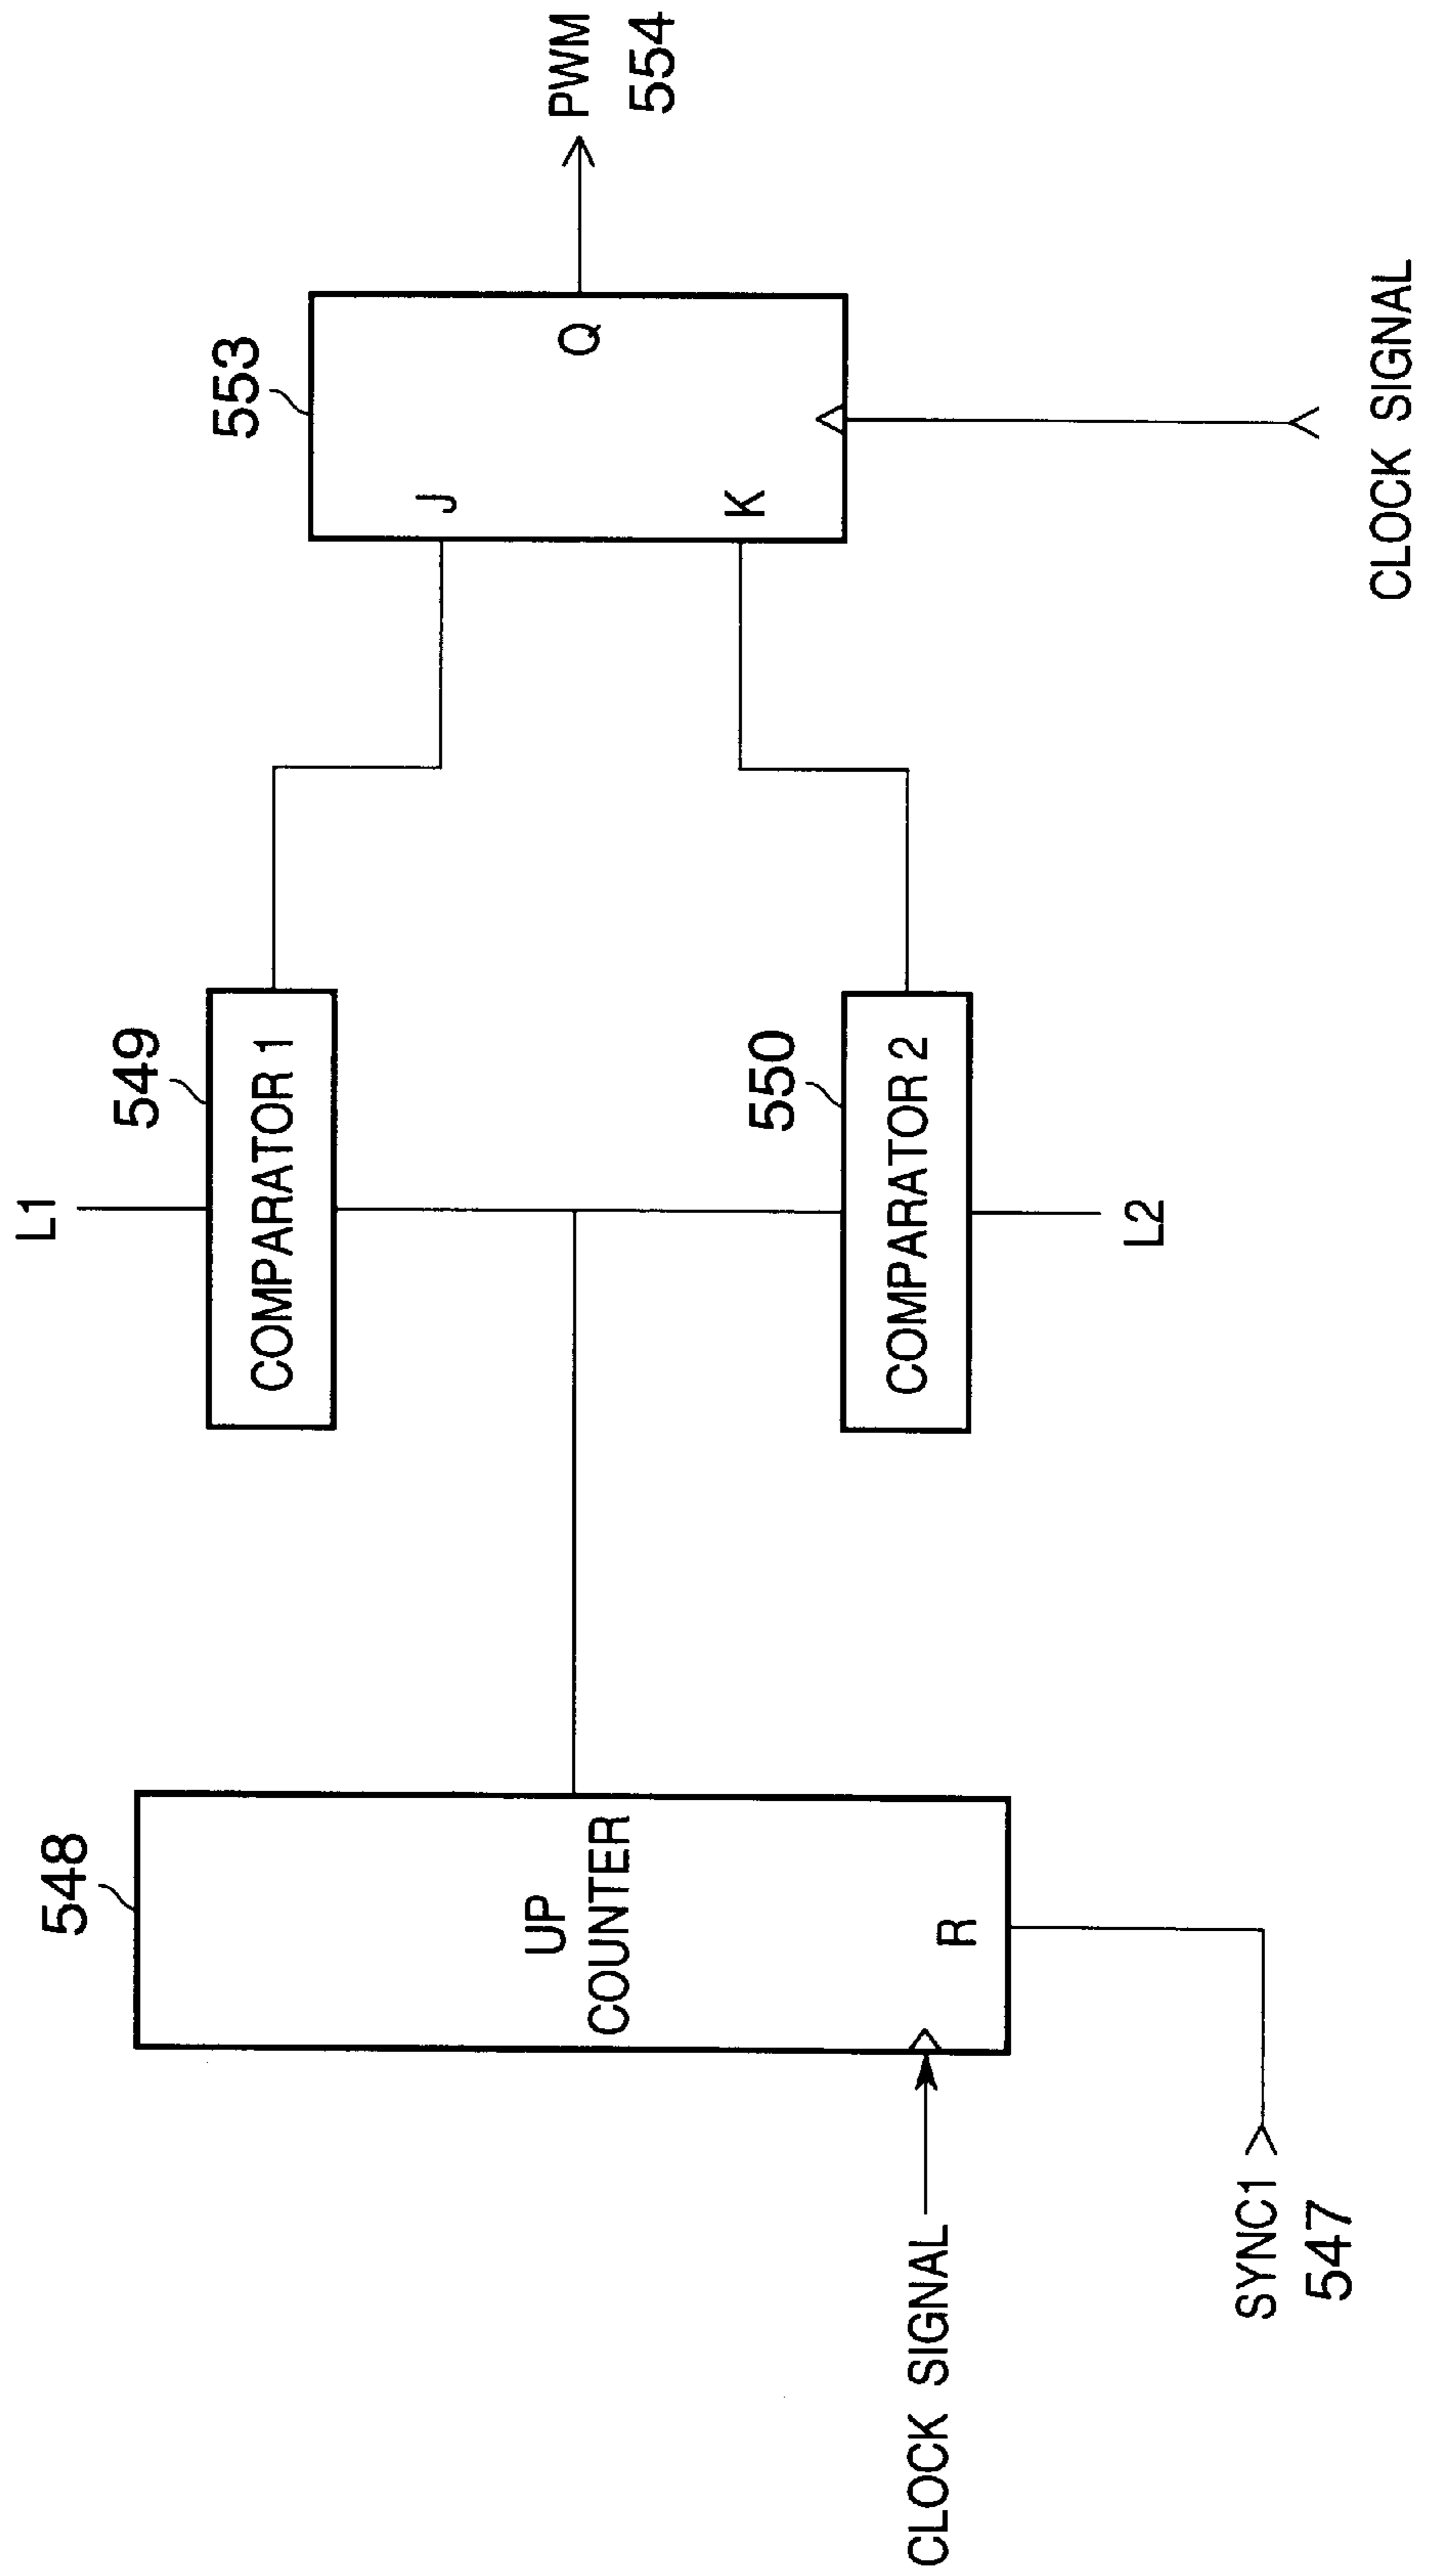 548
UP
COUNTER
R
CLOCK SIGNAL
SYNC1
547
L1
549
COMPARATOR 1
550
COMPARATOR 2
L2
553
J
K
Q
CLOCK SIGNAL
PWM
554